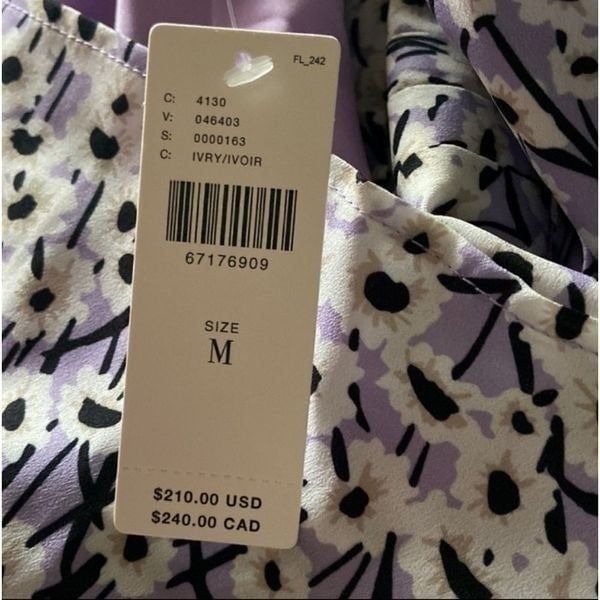 FL_242
C: 4130
V: 046403
S: 0000163
C: IVRY/IVOIR
67176909
SIZE
M
$210.00 USD
$240.00 CAD